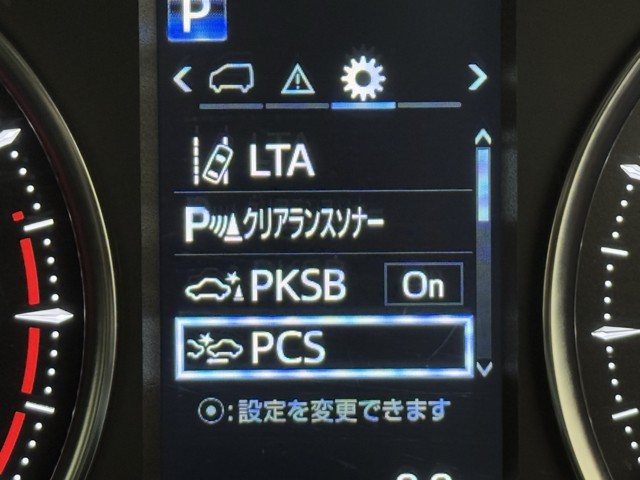 P
LTA
P クリアランスソナー
PKSB On
PCS
:設定を変更できます